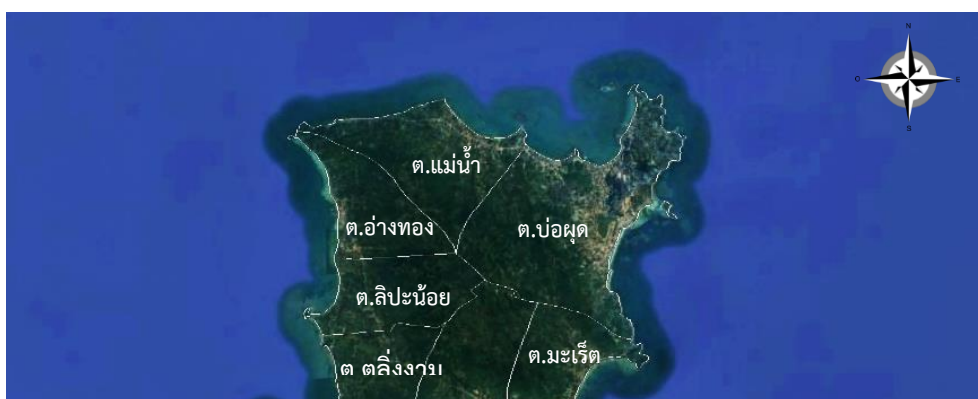 N
O E
S
ต.แม่น้ำ
ต.อ่างทอง
ต.บ่อผุด
ต.ลิปะน้อย
ต.มะเร็ต
ต ตลิ่งงาม